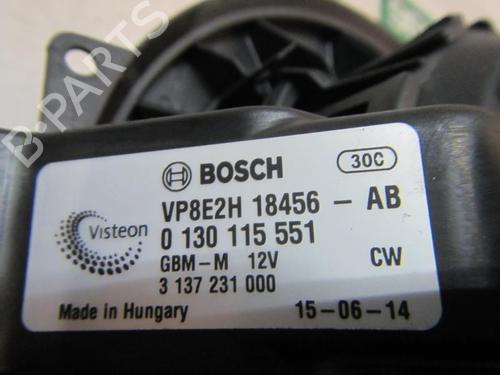 BOSCH 30C
VP8E2H 18456 - AB
Visteon 0 130 115 551
GBM-M 12V CW
3 137 231 000
Made in Hungary 15-06-14
B-PARTS